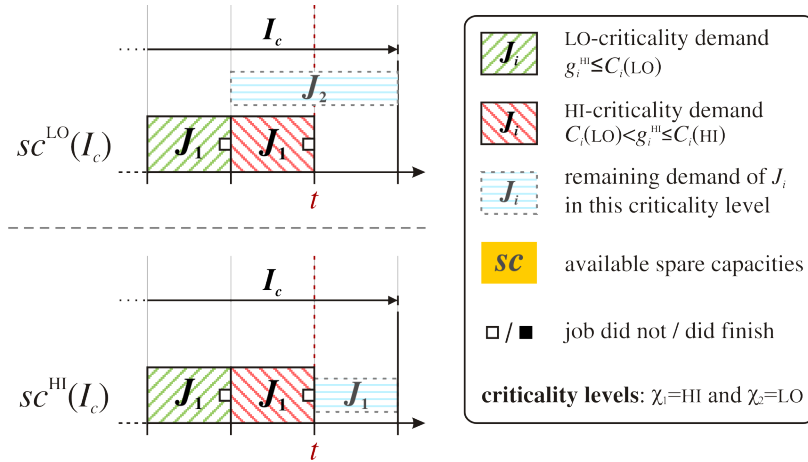 I_c
J_2
sc^LO(I_c)
J_1 J_1
t
I_c
sc^HI(I_c)
J_1 J_1 J_1
t
J_i LO-criticality demand
g_i^HI≤C_i(LO)
J_i HI-criticality demand
C_i(LO)<g_i^HI≤C_i(HI)
J_i remaining demand of J_i
in this criticality level
sc available spare capacities
/ job did not / did finish
criticality levels: χ_1=HI and χ_2=LO